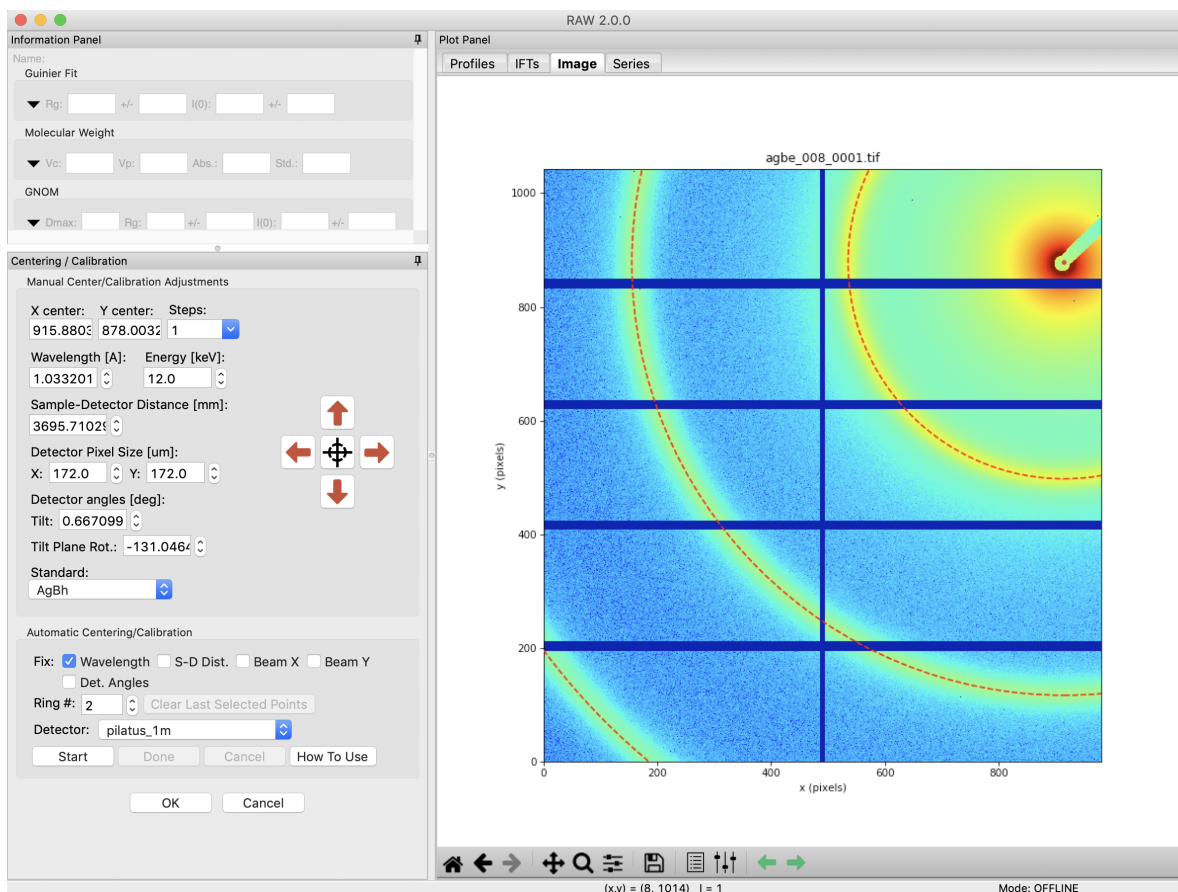 RAW 2.0.0
Information Panel
Name:
Guinier Fit
Rg: +/- I(0): +/-
Molecular Weight
Vc: Vp: Abs.: Std.:
GNOM
Dmax: Rg: +/- I(0): +/-
Centering / Calibration
Manual Center/Calibration Adjustments
X center: Y center: Steps:
915.8803 878.0032 1
Wavelength [A]: Energy [keV]:
1.033201 12.0
Sample-Detector Distance [mm]:
3695.71029
Detector Pixel Size [um]:
X: 172.0 Y: 172.0
Detector angles [deg]:
Tilt: 0.667099
Tilt Plane Rot.: -131.0464
Standard:
AgBh
Automatic Centering/Calibration
Fix: Wavelength S-D Dist. Beam X Beam Y
Det. Angles
Ring #: 2 Clear Last Selected Points
Detector: pilatus_1m
Start Done Cancel How To Use
OK Cancel
Plot Panel
Profiles IFTs Image Series
agbe_008_0001.tif
1000
800
600
400
200
0
y (pixels)
0 200 400 600 800
x (pixels)
(x,y) = (8, 1014) I = 1
Mode: OFFLINE